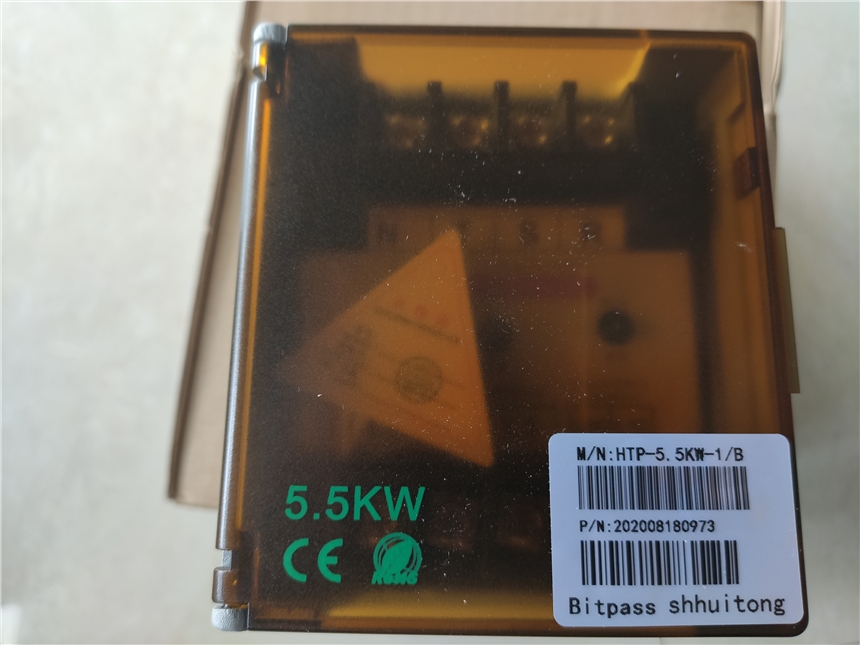 N T S R
5.5KW
CE
M/N:HTP-5.5KW-1/B
P/N:202008180973
Bitpass shhuitong